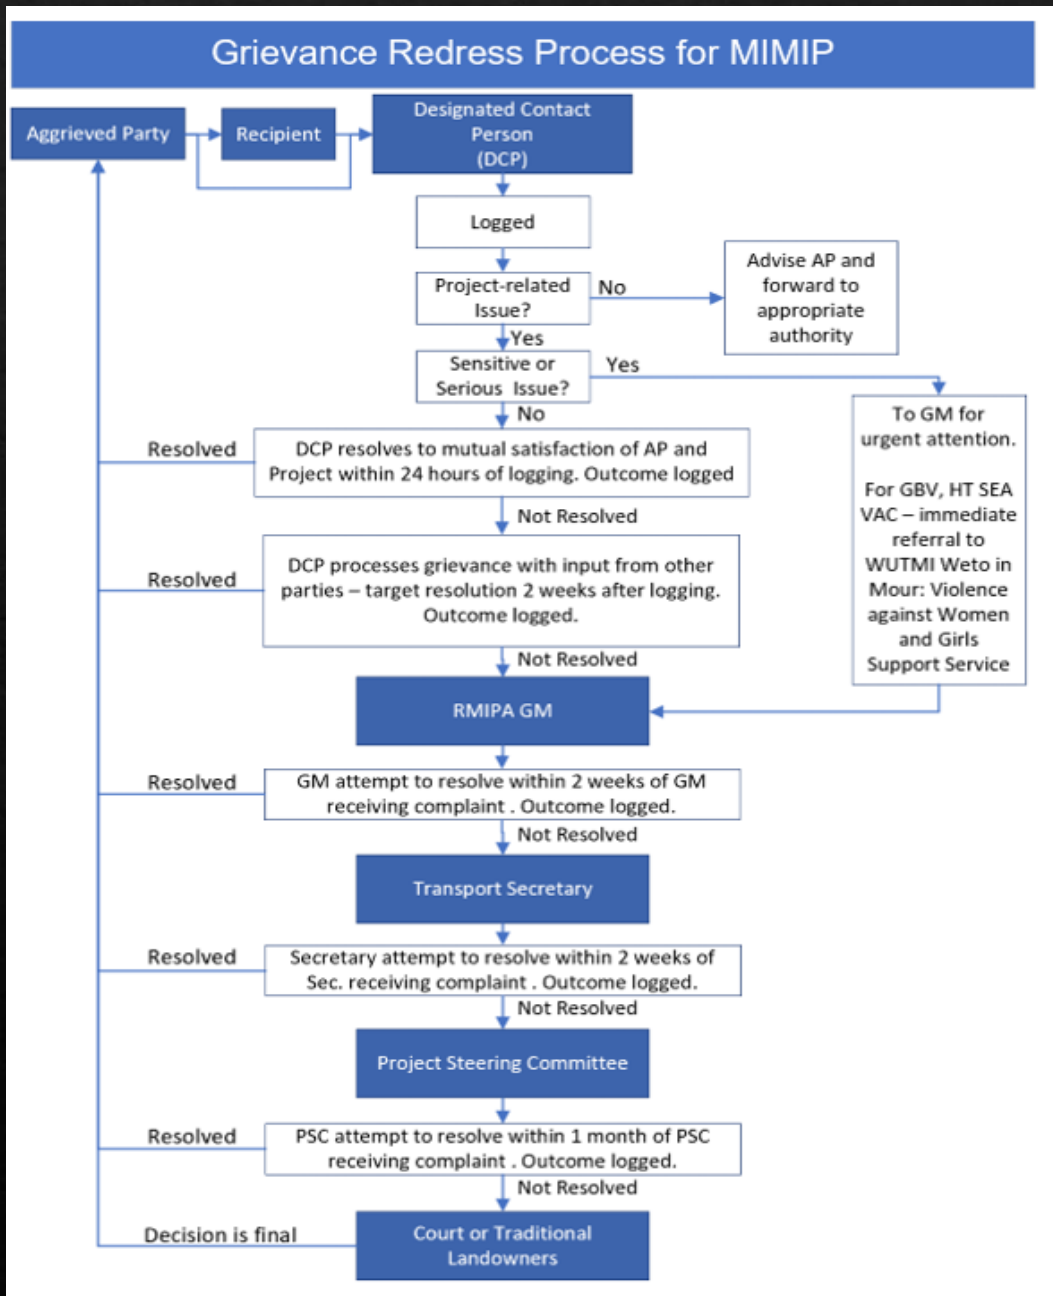 Grievance Redress Process for MIMIP
Aggrieved Party
Recipient
Designated Contact
Person
(DCP)
Logged
Project-related
Issue?
No
Advise AP and
forward to
appropriate
authority
Yes
Sensitive or
Serious Issue?
Yes
No
To GM for
urgent attention.
For GBV, HT SEA
VAC – immediate
referral to
WUTMI Weto in
Mour: Violence
against Women
and Girls
Support Service
Resolved
DCP resolves to mutual satisfaction of AP and
Project within 24 hours of logging. Outcome logged
Not Resolved
Resolved
DCP processes grievance with input from other
parties – target resolution 2 weeks after logging.
Outcome logged.
Not Resolved
RMIPA GM
Resolved
GM attempt to resolve within 2 weeks of GM
receiving complaint . Outcome logged.
Not Resolved
Transport Secretary
Resolved
Secretary attempt to resolve within 2 weeks of
Sec. receiving complaint . Outcome logged.
Not Resolved
Project Steering Committee
Resolved
PSC attempt to resolve within 1 month of PSC
receiving complaint . Outcome logged.
Not Resolved
Decision is final
Court or Traditional
Landowners